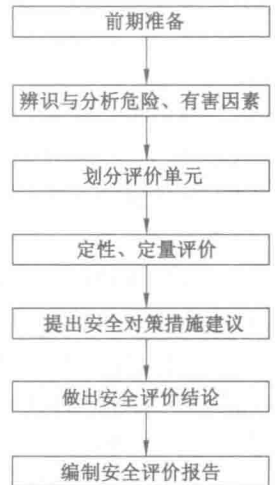 前期准备
辨识与分析危险、有害因素
划分评价单元
定性、定量评价
提出安全对策措施建议
做出安全评价结论
编制安全评价报告